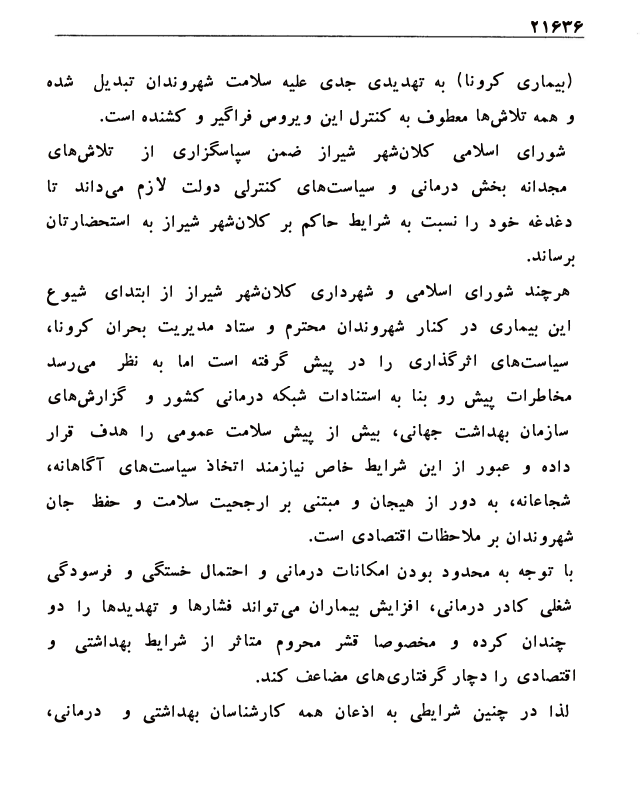 ۲۱۶۳۶
(بیماری کرونا) به تهدیدی جدی علیه سلامت شهروندان تبدیل شده
و همه تلاش‌ها معطوف به کنترل این ویروس فراگیر و کشنده است.
شورای اسلامی کلان‌شهر شیراز ضمن سپاسگزاری از تلاش‌های
مجدانه بخش درمانی و سیاست‌های کنترلی دولت لازم می‌داند تا
دغدغه خود را نسبت به شرایط حاکم بر کلان‌شهر شیراز به استحضارتان
برساند.
هرچند شورای اسلامی و شهرداری کلان‌شهر شیراز از ابتدای شیوع
این بیماری در کنار شهروندان محترم و ستاد مدیریت بحران کرونا،
سیاست‌های اثرگذاری را در پیش گرفته است اما به نظر می‌رسد
مخاطرات پیش رو بنا به استنادات شبکه درمانی کشور و گزارش‌های
سازمان بهداشت جهانی، بیش از پیش سلامت عمومی را هدف قرار
داده و عبور از این شرایط خاص نیازمند اتخاذ سیاست‌های آگاهانه،
شجاعانه، به دور از هیجان و مبتنی بر ارجحیت سلامت و حفظ جان
شهروندان بر ملاحظات اقتصادی است.
با توجه به محدود بودن امکانات درمانی و احتمال خستگی و فرسودگی
شغلی کادر درمانی، افزایش بیماران می‌تواند فشارها و تهدیدها را دو
چندان کرده و مخصوصا قشر محروم متاثر از شرایط بهداشتی و
اقتصادی را دچار گرفتاری‌های مضاعف کند.
لذا در چنین شرایطی به اذعان همه کارشناسان بهداشتی و درمانی،